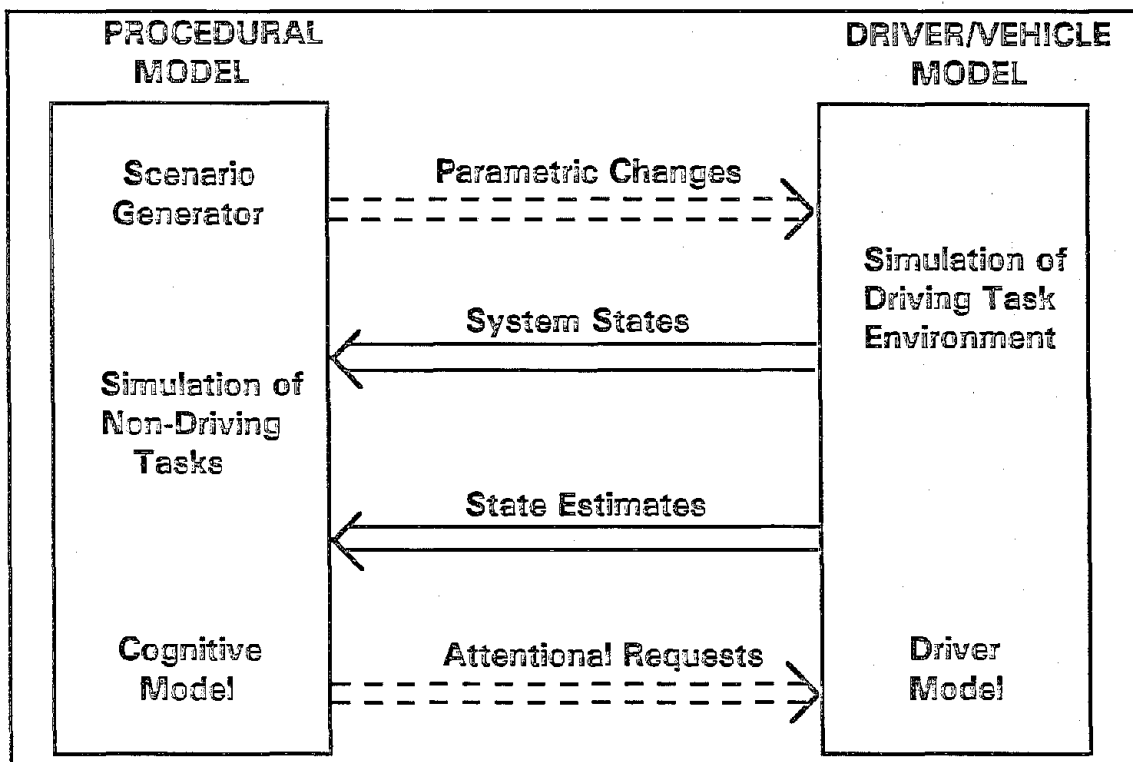 PROCEDURAL
MODEL
DRIVER/VEHICLE
MODEL
Scenario
Generator
Parametric Changes
Simulation of
Driving Task
Environment
System States
Simulation of
Non-Driving
Tasks
State Estimates
Cognitive
Model
Attentional Requests
Driver
Model